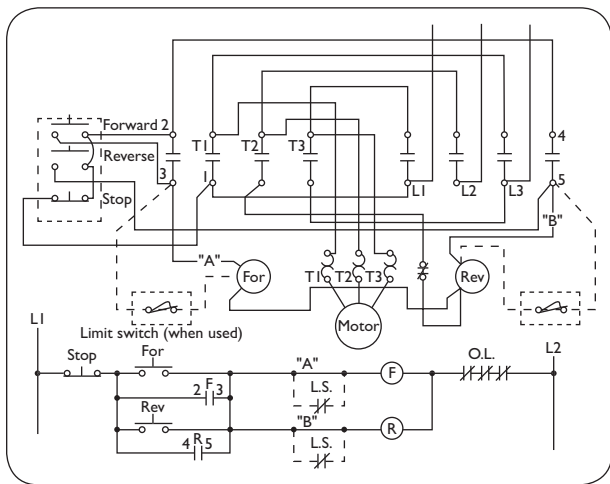 Forward 2
T1
T2
T3
4
Reverse
3
1
L1
L2
L3
5
Stop
"A"
"B"
For
T1
T2
T3
Rev
Motor
L1
Limit switch (when used)
L2
Stop
For
"A"
F
O.L.
2 F 3
L.S.
Rev
"B"
R
4 R 5
L.S.